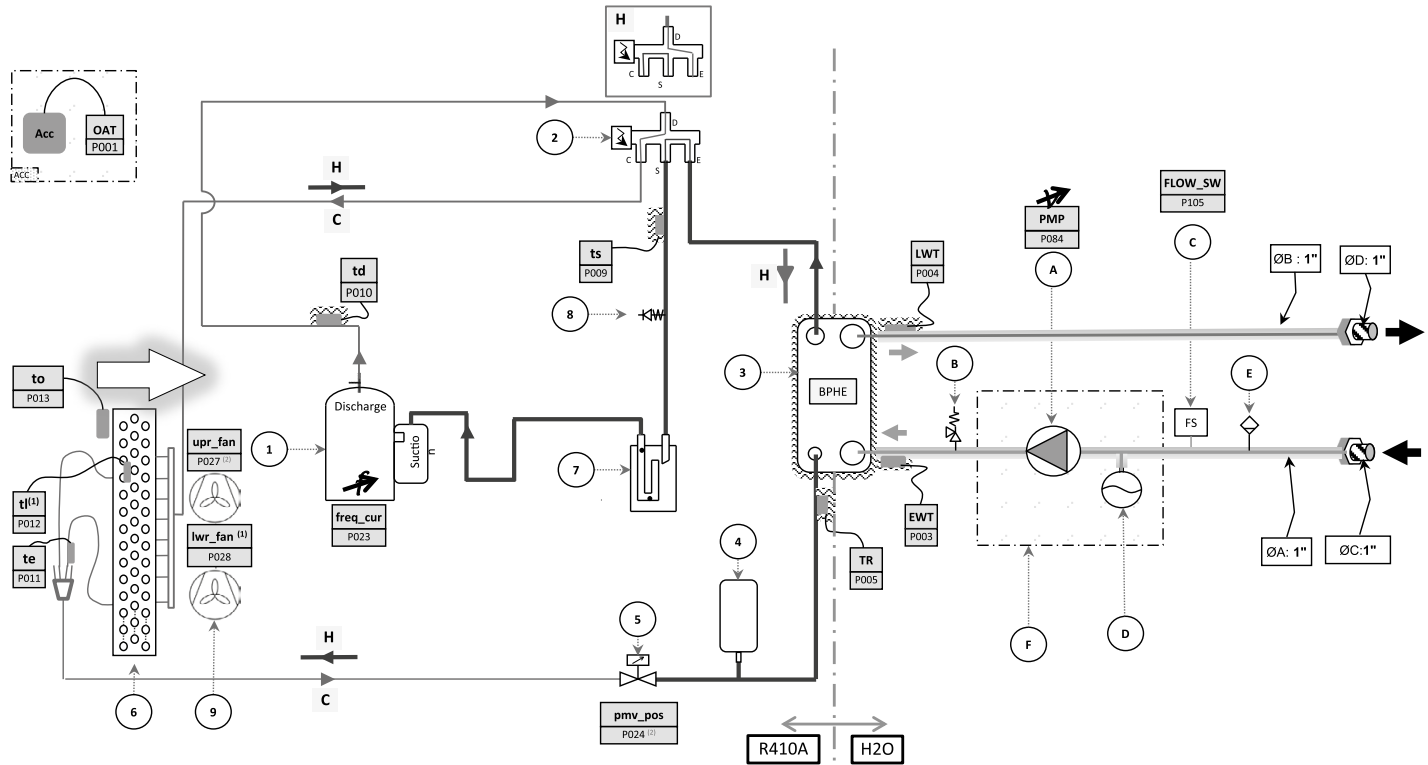 H
D
C
E
S
Acc
OAT
P001
ACC
2
D
C
E
S
H
C
ts
P009
td
P010
8
H
LWT
P004
PMP
P084
A
FLOW_SW
P105
C
ØB : 1"
ØD: 1"
to
P013
tl(1)
P012
te
P011
upr_fan
P027 (2)
lwr_fan (1)
P028
1
Discharge
Suctio
n
freq_cur
P023
7
3
BPHE
B
FS
E
EWT
P003
TR
P005
ØA: 1"
ØC:1"
4
5
F
D
H
C
6
9
pmv_pos
P024 (2)
R410A
H2O